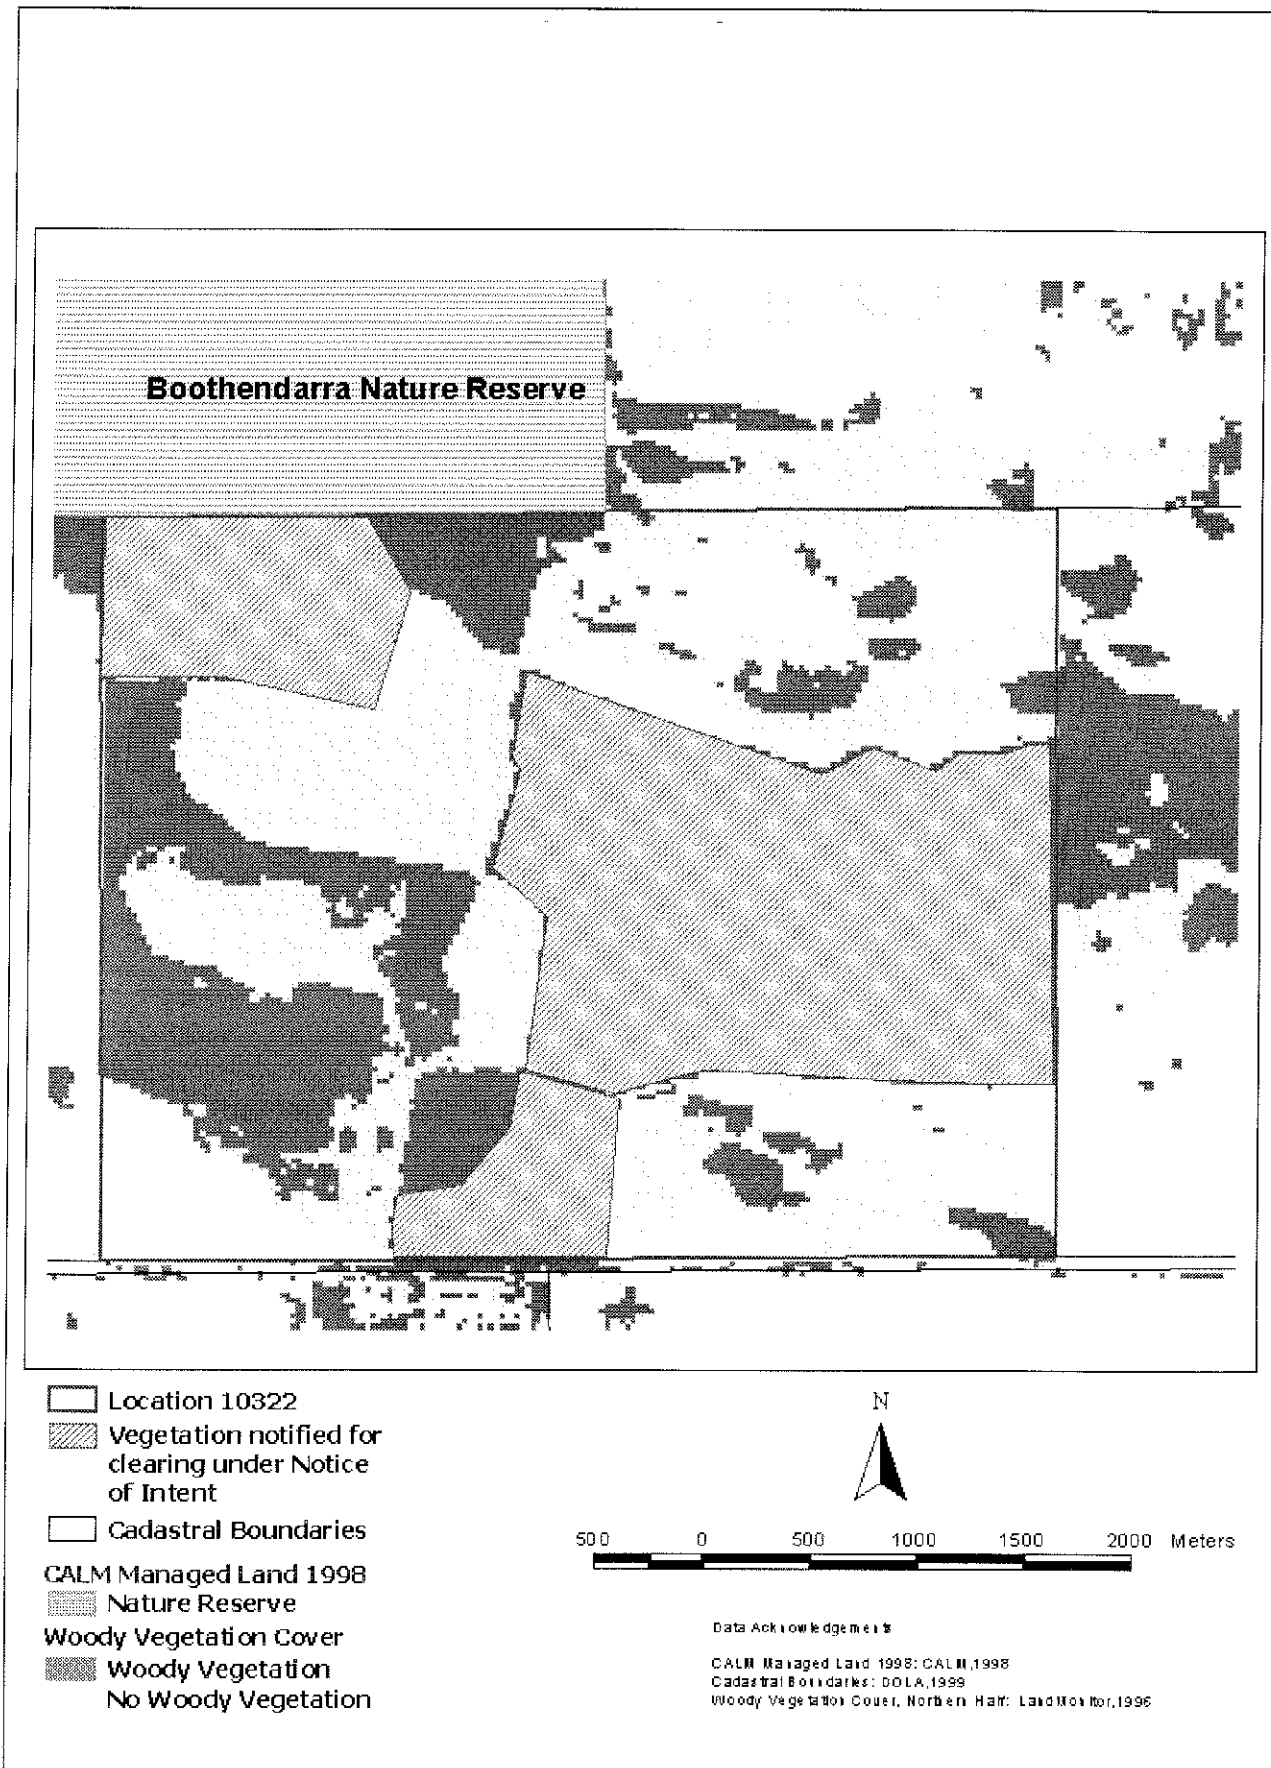 Boothendarra Nature Reserve
Location 10322
Vegetation notified for
clearing under Notice
of Intent
Cadastral Boundaries
CALM Managed Land 1998
Nature Reserve
Woody Vegetation Cover
Woody Vegetation
No Woody Vegetation
N
500 0 500 1000 1500 2000 Meters
Data Acknowledgements
CALM Managed Land 1998: CALM,1998
Cadastral Boundaries: DOLA,1999
Woody Vegetation Cover, Northern Half: Land Monitor,1996